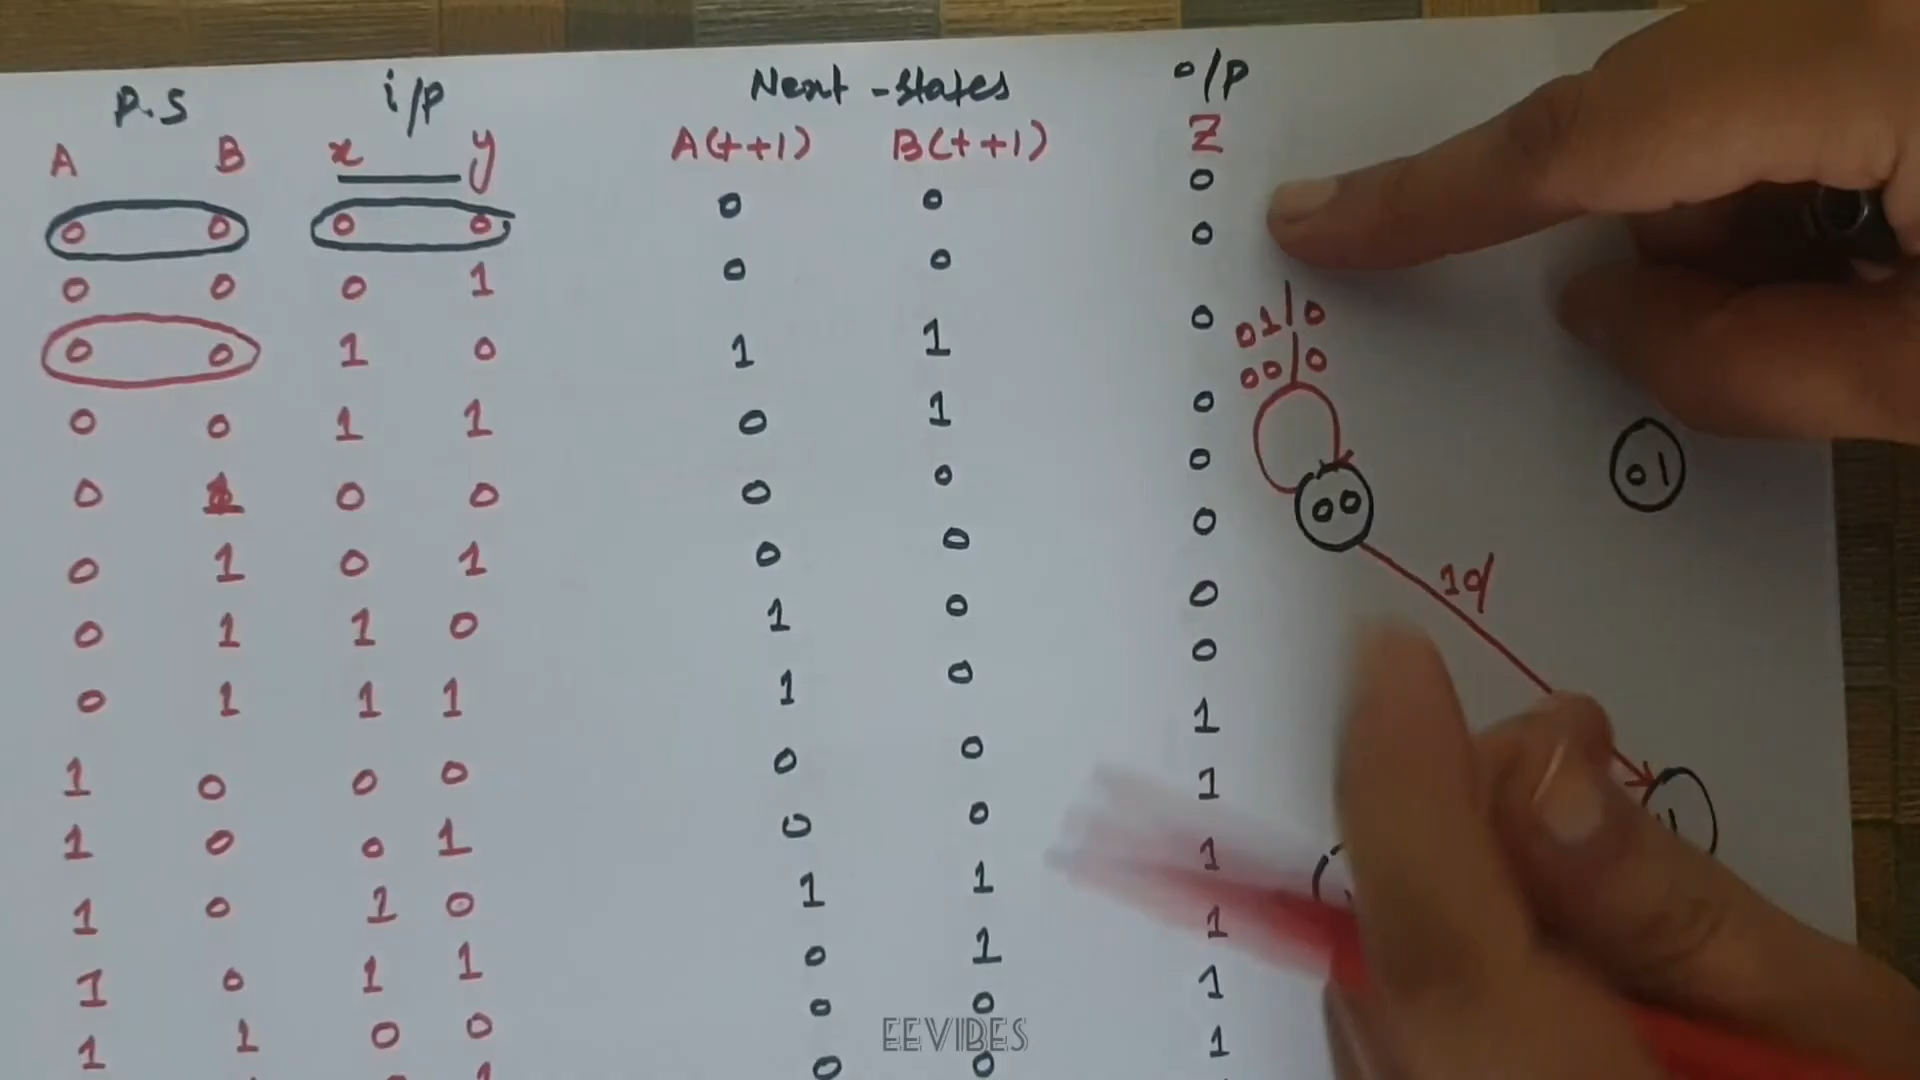 P.S i/p Next-states o/p
A B x y A(t+1) B(t+1) Z
0 0 0 0 0 0 0
0 0 0 1 0 0 0
0 0 1 0 1 1 0
0 0 1 1 0 1 0
0 1 0 0 0 0 0
0 1 0 1 0 0 0
0 1 1 0 1 0 0
0 1 1 1 1 0 0
1 0 0 0 0 0 1
1 0 0 1 0 0 1
1 0 1 0 1 1 1
1 0 1 1 0 1 1
1 1 0 0 0 0 1
0 0 1
01/0
00/0
00
01
10/
EEVIBES